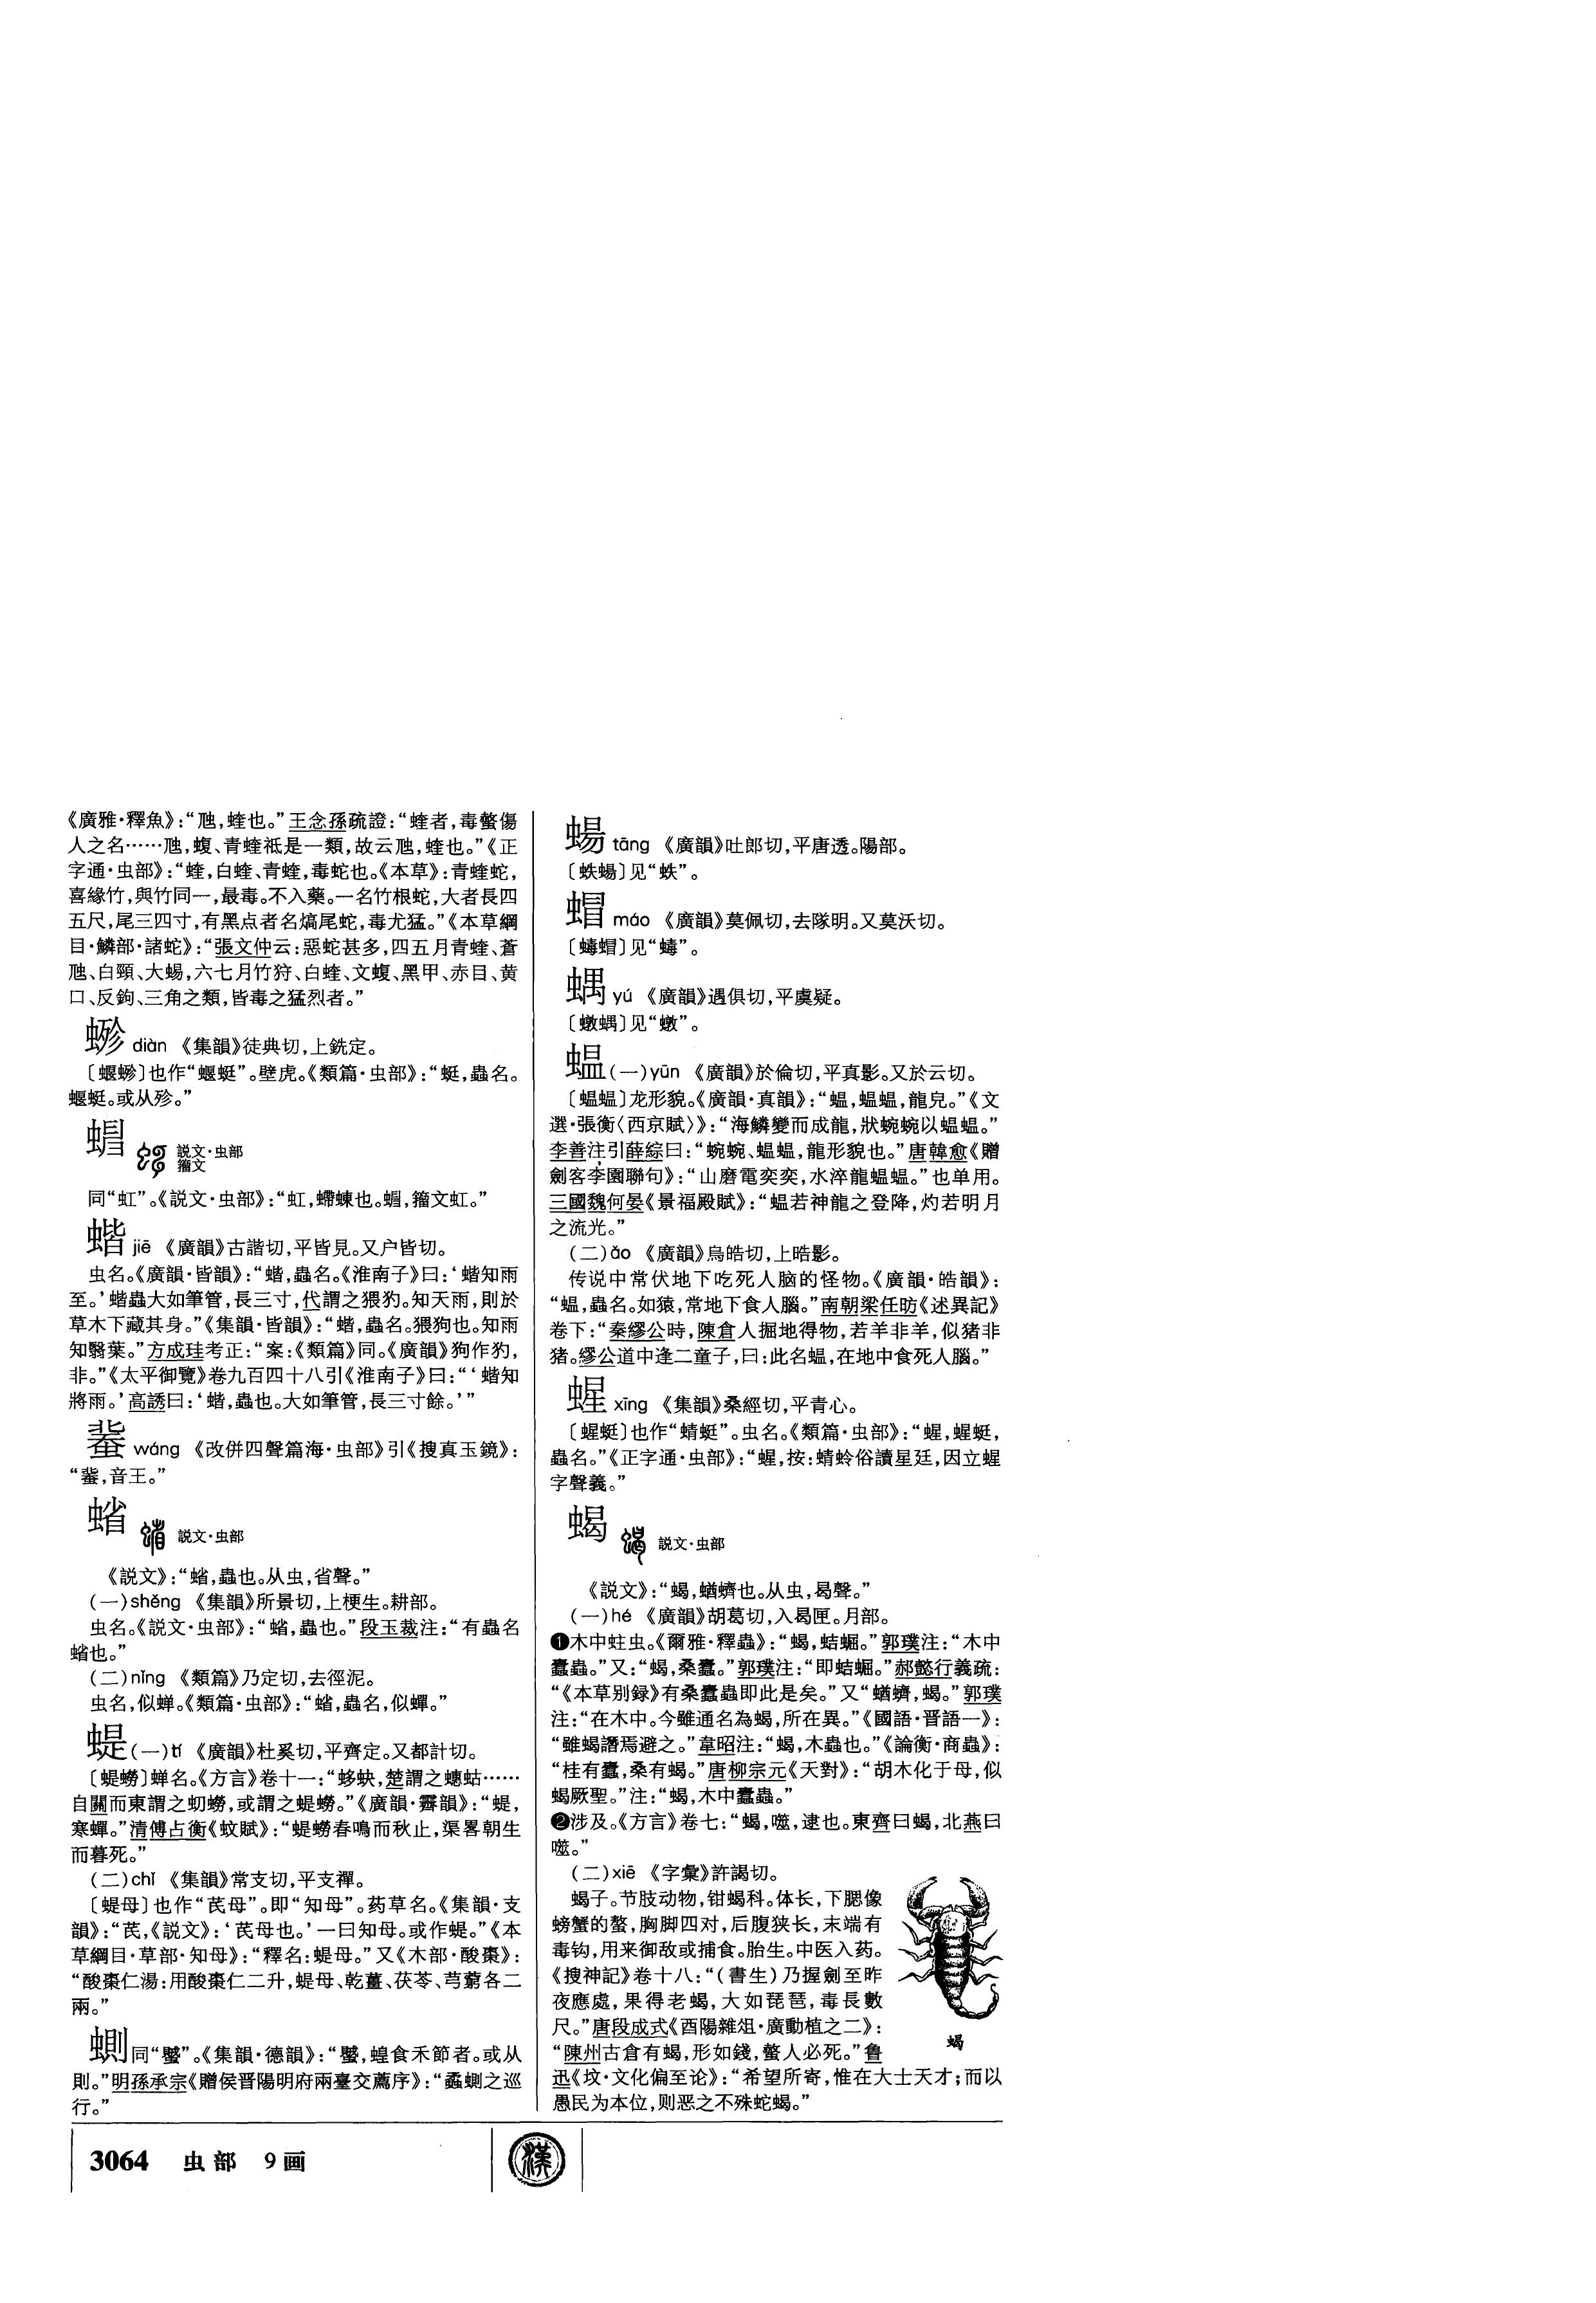 《廣雅·釋魚》：“虺，蝰也。”王念孫疏證：“蝰者，毒螫傷
人之名……虺，蝮、青蝰祗是一類，故云虺，蝰也。”《正
字通·虫部》：“蝰，白蝰、青蝰，毒蛇也。《本草》：青蝰蛇，
喜緣竹，與竹同一，最毒。不入藥。一名竹根蛇，大者長四
五尺，尾三四寸，有黑点者名熇尾蛇，毒尤猛。”《本草綱
目·鱗部·諸蛇》：“張文仲云：惡蛇甚多，四五月青蝰、蒼
虺、白頸、大蜴，六七月竹狩、白蝰、文蝮、黑甲、赤目、黄
口、反鉤、三角之類，皆毒之猛烈者。”
diàn 《集韻》徒典切，上銑定。
也作“蝘蜓”。壁虎。《類篇·虫部》：“蜓，蟲名。
蝘蜓。或从殄。”
説文·虫部
籀文
同“虹”。《説文·虫部》：“虹，螮蝀也。䗀，籀文虹。”
蝔 jiē 《廣韻》古諧切，平皆見。又户皆切。
虫名。《廣韻·皆韻》：“蝔，蟲名。《淮南子》曰：‘蝔知雨
至。’蝔蟲大如筆管，長三寸，代謂之猥犳。知天雨，則於
草木下藏其身。”《集韻·皆韻》：“蝔，蟲名。猥狗也。知雨
知翳葉。”方成珪考正：“案：《類篇》同。《廣韻》狗作犳，
非。”《太平御覽》卷九百四十八引《淮南子》曰：“‘蝔知
將雨。’高誘曰：‘蝔，蟲也。大如筆管，長三寸餘。’”
wáng 《改併四聲篇海·虫部》引《搜真玉鏡》：
音王。”
蛸 説文·虫部
《説文》：“䗂，蟲也。从虫，省聲。”
（一）shěng 《集韻》所景切，上梗生。耕部。
虫名。《説文·虫部》：“䗂，蟲也。”段玉裁注：“有蟲名
䗂也。”
（二）nǐng 《類篇》乃定切，去徑泥。
虫名，似蝉。《類篇·虫部》：“䗂，蟲名，似蟬。”
蝭（一）tí 《廣韻》杜奚切，平齊定。又都計切。
〔蝭蟧〕蝉名。《方言》卷十一：“蛥蚗，楚謂之蟪蛄……
自關而東謂之虭蟧，或謂之蝭蟧。”《廣韻·霽韻》：“蝭，
寒蟬。”清傅占衡《蚊賦》：“蝭蟧春鳴而秋止，渠畧朝生
而暮死。”
（二）chǐ 《集韻》常支切，平支禪。
〔蝭母〕也作“芪母”。即“知母”。药草名。《集韻·支
韻》：“芪，《説文》：‘芪母也。’一曰知母。或作蝭。”《本
草綱目·草部·知母》：“釋名：蝭母。”又《木部·酸棗》：
“酸棗仁湯：用酸棗仁二升，蝭母、乾薑、茯苓、芎藭各二
兩。”
蠈同“蟹”。《集韻·德韻》：“蝗食禾節者。或从
則。”明孫承宗《贈侯晋陽明府兩臺交薦序》：“蟊䗨之巡
行。”
蝪 tāng 《廣韻》吐郎切，平唐透。陽部。
〔蛈蝪〕见“蛈”。
蝐 máo 《廣韻》莫佩切，去隊明。又莫沃切。
〔蝳蝐〕见“蝳”。
蝺 yú 《廣韻》遇俱切，平虞疑。
见“蠍”。
蝹（一）yūn 《廣韻》於倫切，平真影。又於云切。
〔蝹蝹〕龙形貌。《廣韻·真韻》：“蝹，蝹蝹，龍皃。”《文
選·張衡〈西京賦〉》：“海鱗變而成龍，狀蜿蜿以蝹蝹。”
李善注引薛綜曰：“蜿蜿、蝹蝹，龍形貌也。”唐韓愈《贈
劍客李園聯句》：“山磨電奕奕，水淬龍蝹蝹。”也单用。
三國魏何晏《景福殿賦》：“蝹若神龍之登降，灼若明月
之流光。”
（二）ǎo 《廣韻》烏皓切，上晧影。
传说中常伏地下吃死人脑的怪物。《廣韻·皓韻》：
“蝹，蟲名。如猿，常地下食人腦。”南朝梁任昉《述異記》
卷下：“秦繆公時，陳倉人掘地得物，若羊非羊，似猪非
猪。繆公道中逢二童子，曰：此名蝹，在地中食死人腦。”
蝗 xīng 《集韻》桑經切，平青心。
〔蝗蜓〕也作“蜻蜓”。虫名。《類篇·虫部》：“蜓，
蟲名。”《正字通·虫部》：“按：蜻蛉俗讀星廷，因立
字聲義。”
蝎 説文·虫部
《説文》：“蝎，蝤蠐也。从虫，曷聲。”
（一）hé 《廣韻》胡葛切，入曷匣。月部。
❶木中蛀虫。《爾雅·釋蟲》：“蝎，蛣𧌑。”郭璞注：“木中
蠹蟲。”又：“蝎，桑蠹。”郭璞注：“即蛣𧌑。”郝懿行義疏：
“《本草别録》有桑蠹蟲即此是矣。”又“蝤蠐，蝎。”郭璞
注：“在木中。今雖通名為蝎，所在異。”《國語·晋語一》：
“雖蝎譖焉避之。”韋昭注：“蝎，木蟲也。”《論衡·商蟲》：
“桂有蠹，桑有蝎。”唐柳宗元《天對》：“胡木化于母，似
蝎厥聖。”注：“蝎，木中蠹蟲。”
❷涉及。《方言》卷七：“蝎，噬，逮也。東齊曰蝎，北燕曰
噬。”
（二）xiē 《字彙》許謁切。
蝎子。节肢动物，钳蝎科。体长，下腮像
螃蟹的螯，胸脚四对，后腹狭长，末端有
毒钩，用来御敌或捕食。胎生。中医入药。
《搜神記》卷十八：“（書生）乃握劍至昨
夜應處，果得老蝎，大如琵琶，毒長數
尺。”唐段成式《酉陽雜俎·廣動植之二》：
“陳州古倉有蝎，形如錢，螫人必死。”鲁
迅《坟·文化偏至论》：“希望所寄，惟在大士天才；而以
愚民为本位，则恶之不殊蛇蝎。”
蝎
3064 虫部 9画
漢